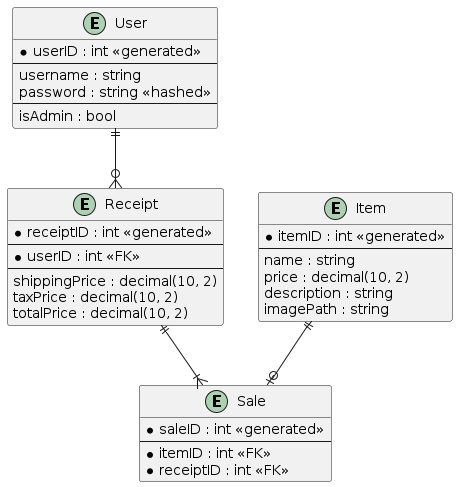 E User
* userID : int «generated»
username : string
password : string «hashed»
isAdmin : bool
E Receipt
* receiptID : int «generated»
* userID : int «FK»
shippingPrice : decimal(10, 2)
taxPrice : decimal(10, 2)
totalPrice : decimal(10, 2)
E Item
* itemID : int «generated»
name : string
price : decimal(10, 2)
description : string
imagePath : string
E Sale
* saleID : int «generated»
* itemID : int «FK»
* receiptID : int «FK»